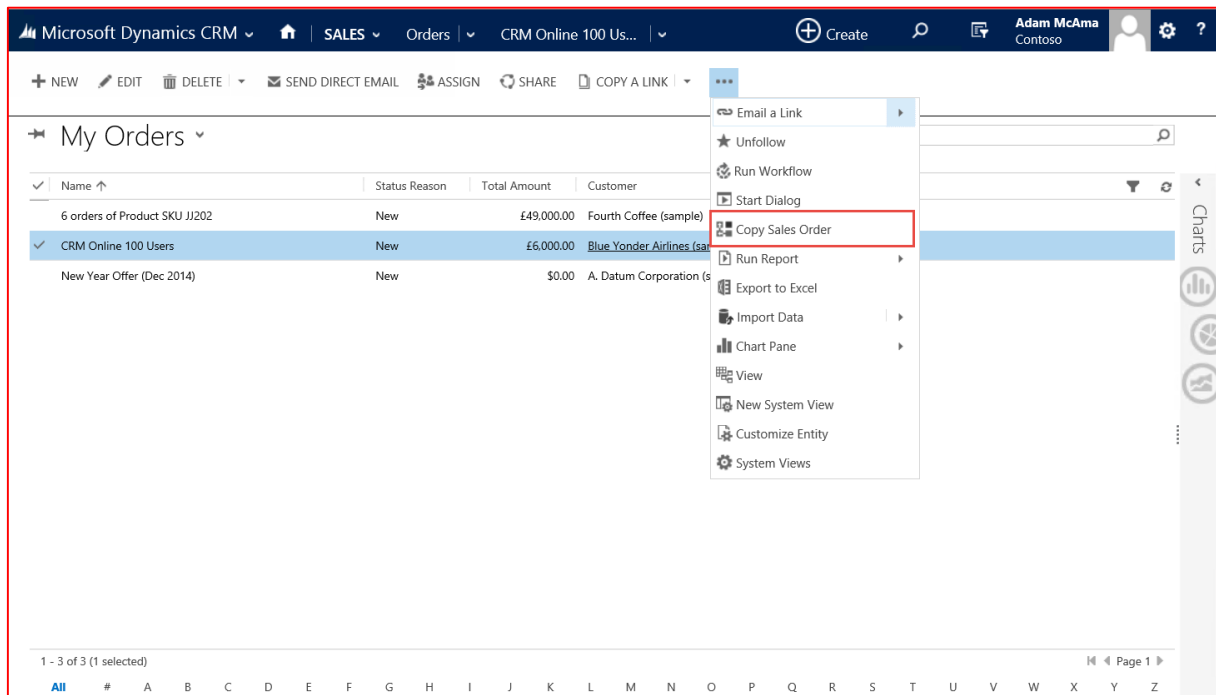 Microsoft Dynamics CRM SALES Orders CRM Online 100 Us... Create Adam McAma
Contoso ?
NEW EDIT DELETE SEND DIRECT EMAIL ASSIGN SHARE COPY A LINK ...
Email a Link
My Orders
Unfollow
Run Workflow
Start Dialog
Copy Sales Order
Run Report
Export to Excel
Import Data
Chart Pane
View
New System View
Customize Entity
System Views
Name Status Reason Total Amount Customer
6 orders of Product SKU JJ202 New £49,000.00 Fourth Coffee (sample)
CRM Online 100 Users New £6,000.00 Blue Yonder Airlines (sar
New Year Offer (Dec 2014) New $0.00 A. Datum Corporation (s
Charts
1 - 3 of 3 (1 selected) Page 1
All # A B C D E F G H I J K L M N O P Q R S T U V W X Y Z